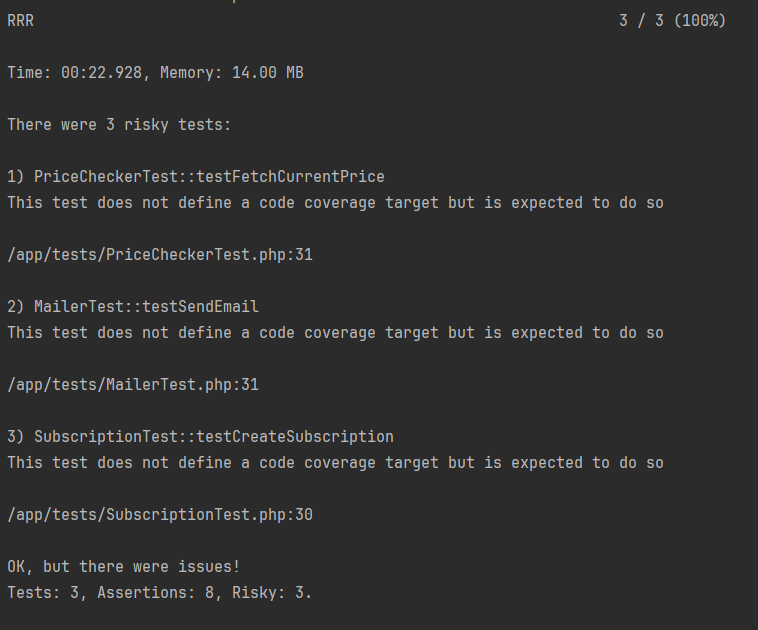 RRR 3 / 3 (100%)
Time: 00:22.928, Memory: 14.00 MB
There were 3 risky tests:
1) PriceCheckerTest::testFetchCurrentPrice
This test does not define a code coverage target but is expected to do so
/app/tests/PriceCheckerTest.php:31
2) MailerTest::testSendEmail
This test does not define a code coverage target but is expected to do so
/app/tests/MailerTest.php:31
3) SubscriptionTest::testCreateSubscription
This test does not define a code coverage target but is expected to do so
/app/tests/SubscriptionTest.php:30
OK, but there were issues!
Tests: 3, Assertions: 8, Risky: 3.